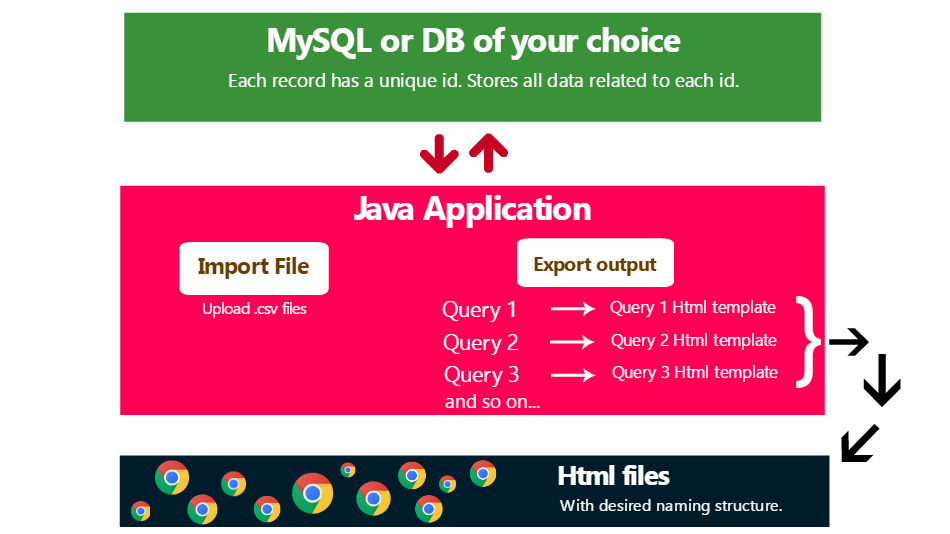 MySQL or DB of your choice
Each record has a unique id. Stores all data related to each id.
Java Application
Import File
Upload .csv files
Export output
Query 1
Query 1 Html template
Query 2
Query 2 Html template
Query 3
Query 3 Html template
and so on...
Html files
With desired naming structure.